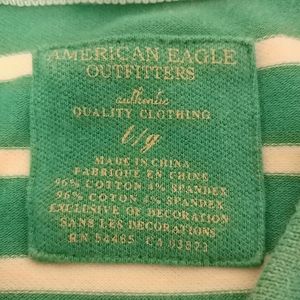 AMERICAN EAGLE
OUTFITTERS
authentic
QUALITY CLOTHING
l/g
MADE IN CHINA
FABRIQUE EN CHINE
96% COTTON 4% SPANDEX
96% COTON 4% SPANDEX
EXCLUSIVE OF DECORATION
SANS LES DECORATIONS
RN 54485 CA 03823